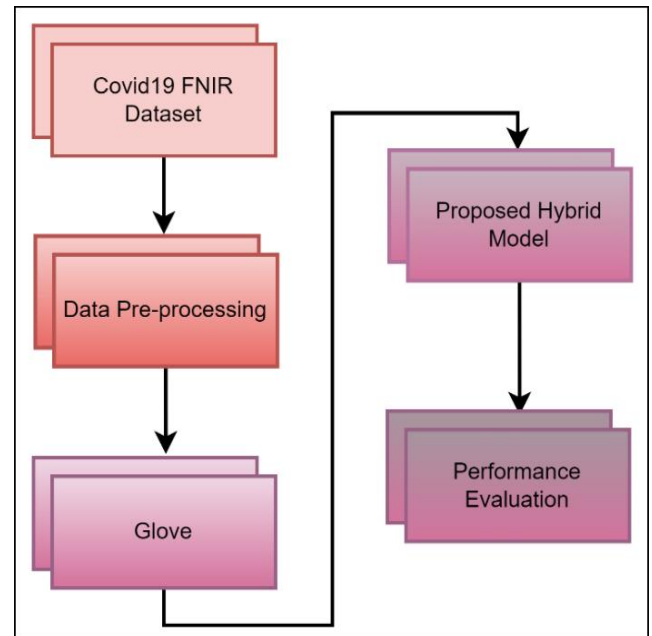 Covid19 FNIR
Dataset
Data Pre-processing
Glove
Proposed Hybrid
Model
Performance
Evaluation